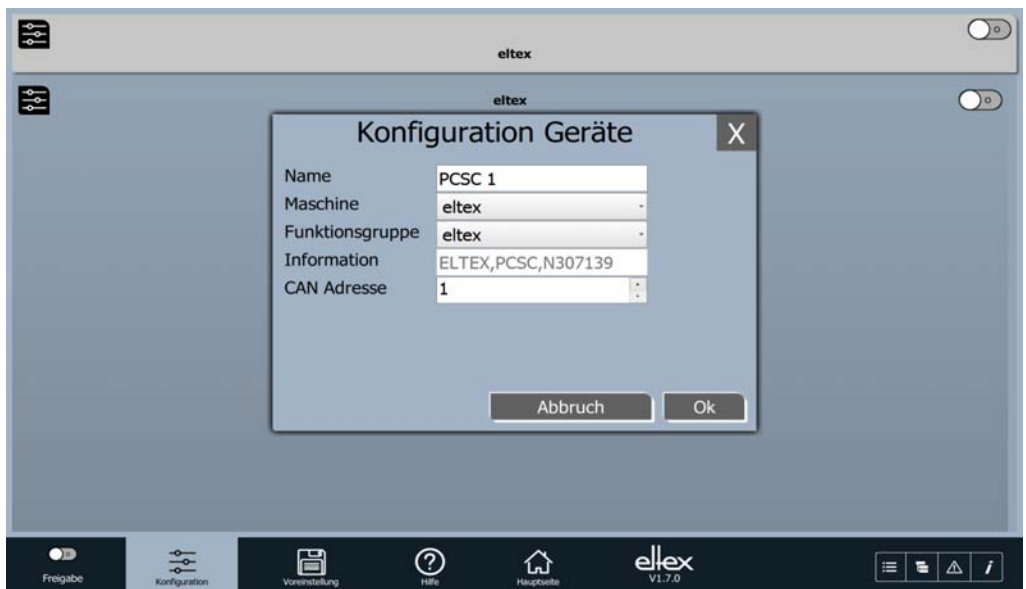 eltex
eltex
Konfiguration Geräte X
Name PCSC 1
Maschine eltex
Funktionsgruppe eltex
Information ELTEX,PCSC,N307139
CAN Adresse 1
Abbruch Ok
eltex
V1.7.0
Freigabe Konfiguration Voreinstellung Hilfe Hauptseite